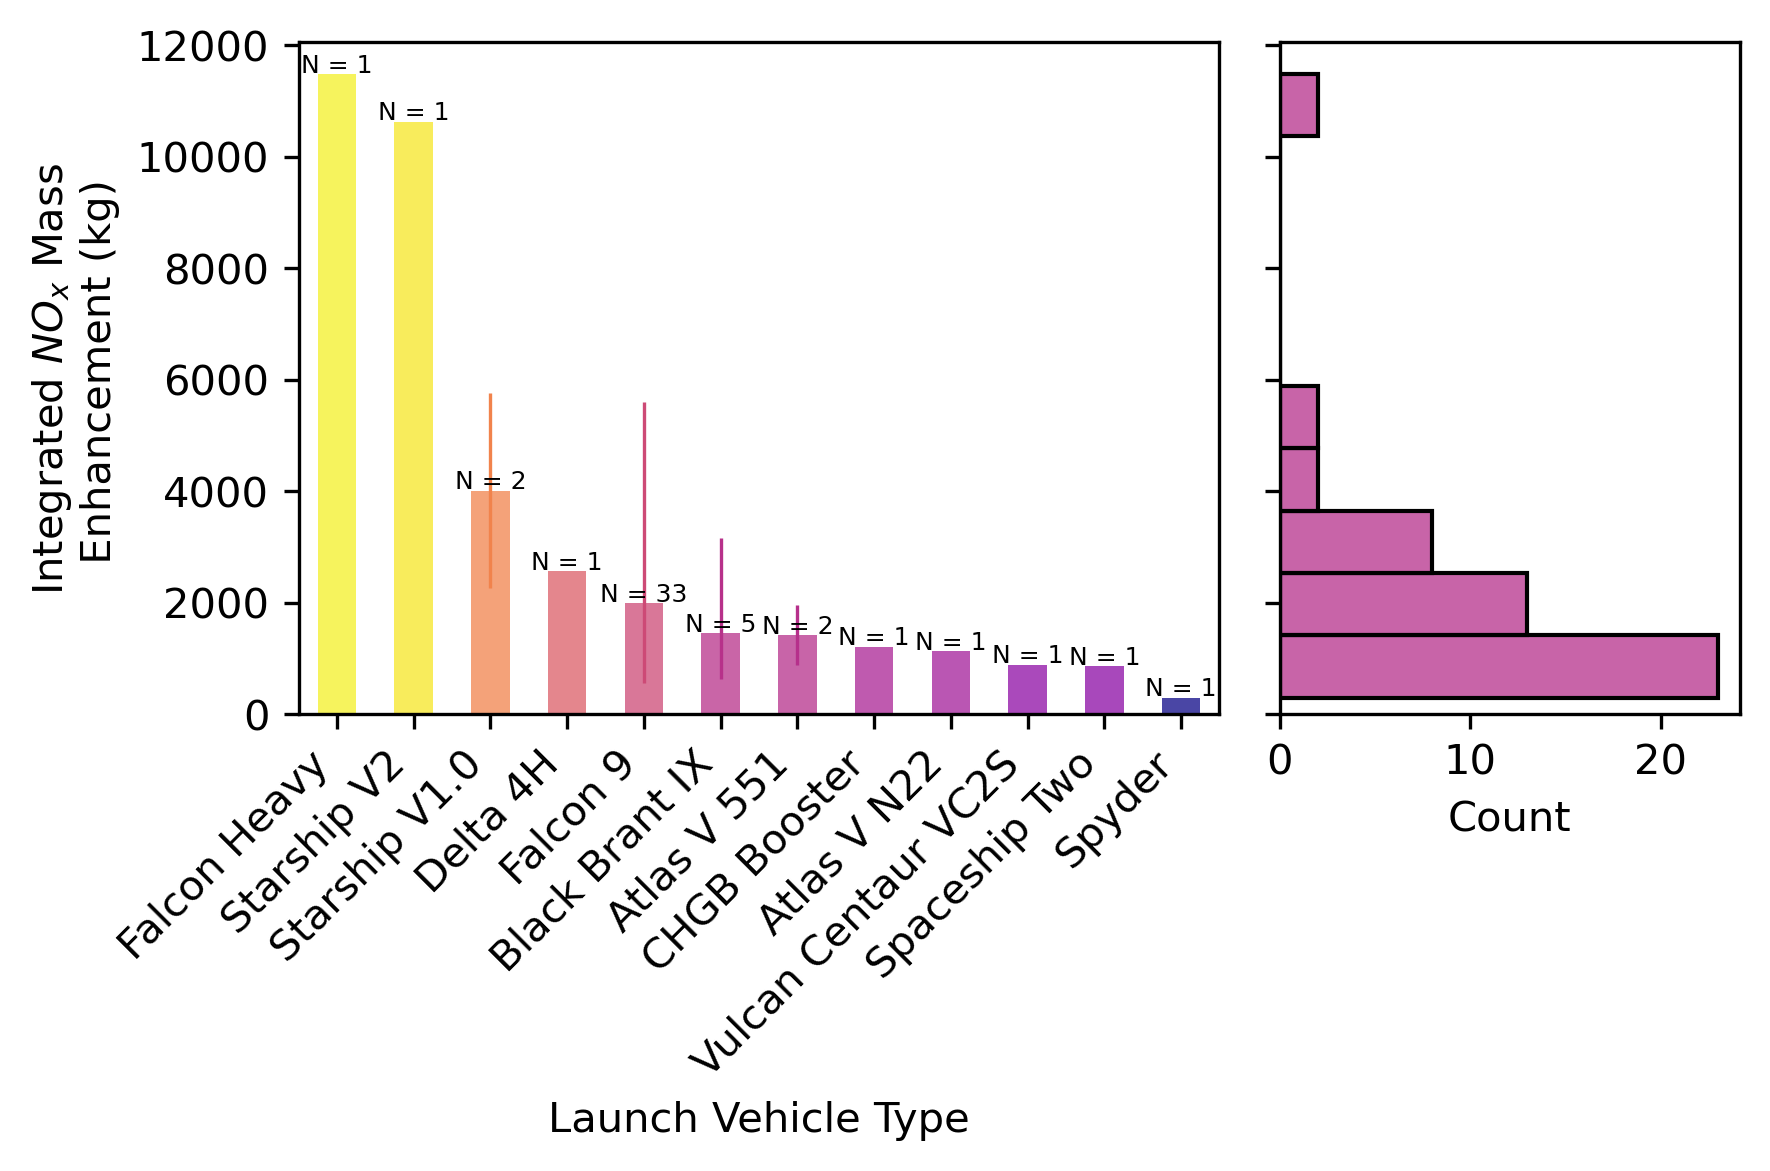 Integrated NOx Mass
Enhancement (kg)
12000
10000
8000
6000
4000
2000
0
N = 1
N = 1
N = 2
N = 1
N = 33
N = 5
N = 2
N = 1
N = 1
N = 1
N = 1
N = 1
Falcon Heavy
Starship V2
Starship V1.0
Delta 4H
Falcon 9
Black Brant IX
Atlas V 551
CHGB Booster
Atlas V N22
Vulcan Centaur VC2S
Spaceship Two
Spyder
Launch Vehicle Type
0
10
20
Count